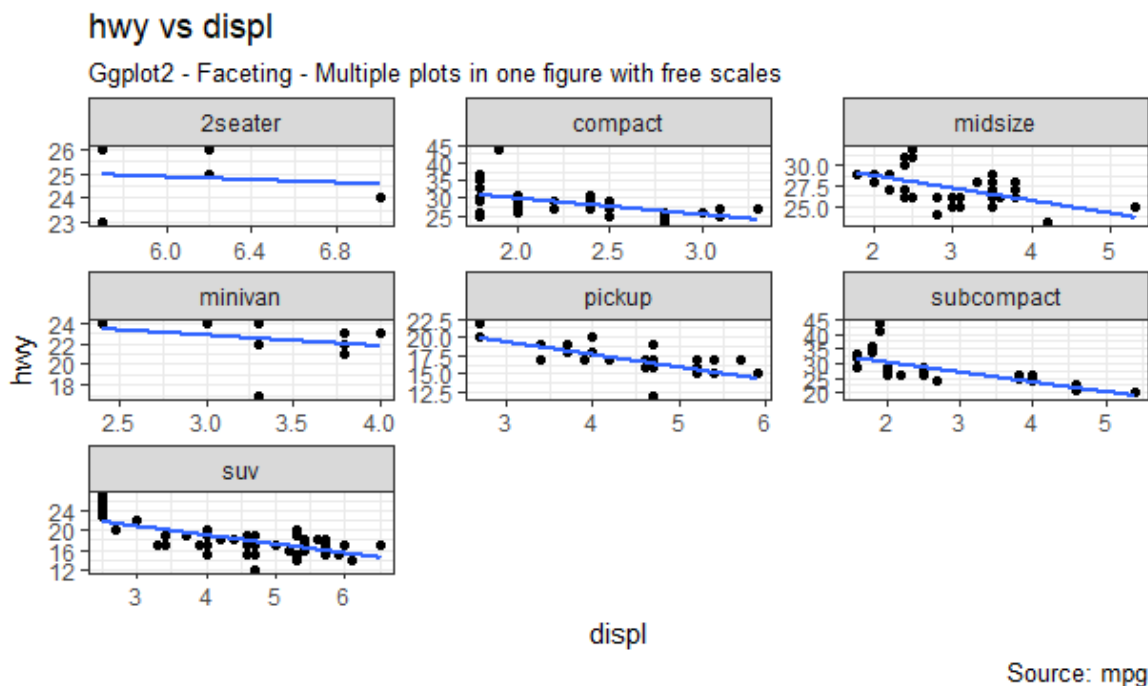 hwy vs displ
Ggplot2 - Faceting - Multiple plots in one figure with free scales
2seater compact midsize
26 25 24 23
45 40 35 30 25
30.0 27.5 25.0
6.0 6.4 6.8
2.0 2.5 3.0
2 3 4 5
minivan pickup subcompact
24 22 20 18
22.5 20.0 17.5 15.0 12.5
45 40 35 30 25 20
2.5 3.0 3.5 4.0
3 4 5 6
2 3 4 5
hwy
suv
24 20 16 12
3 4 5 6
displ
Source: mpg